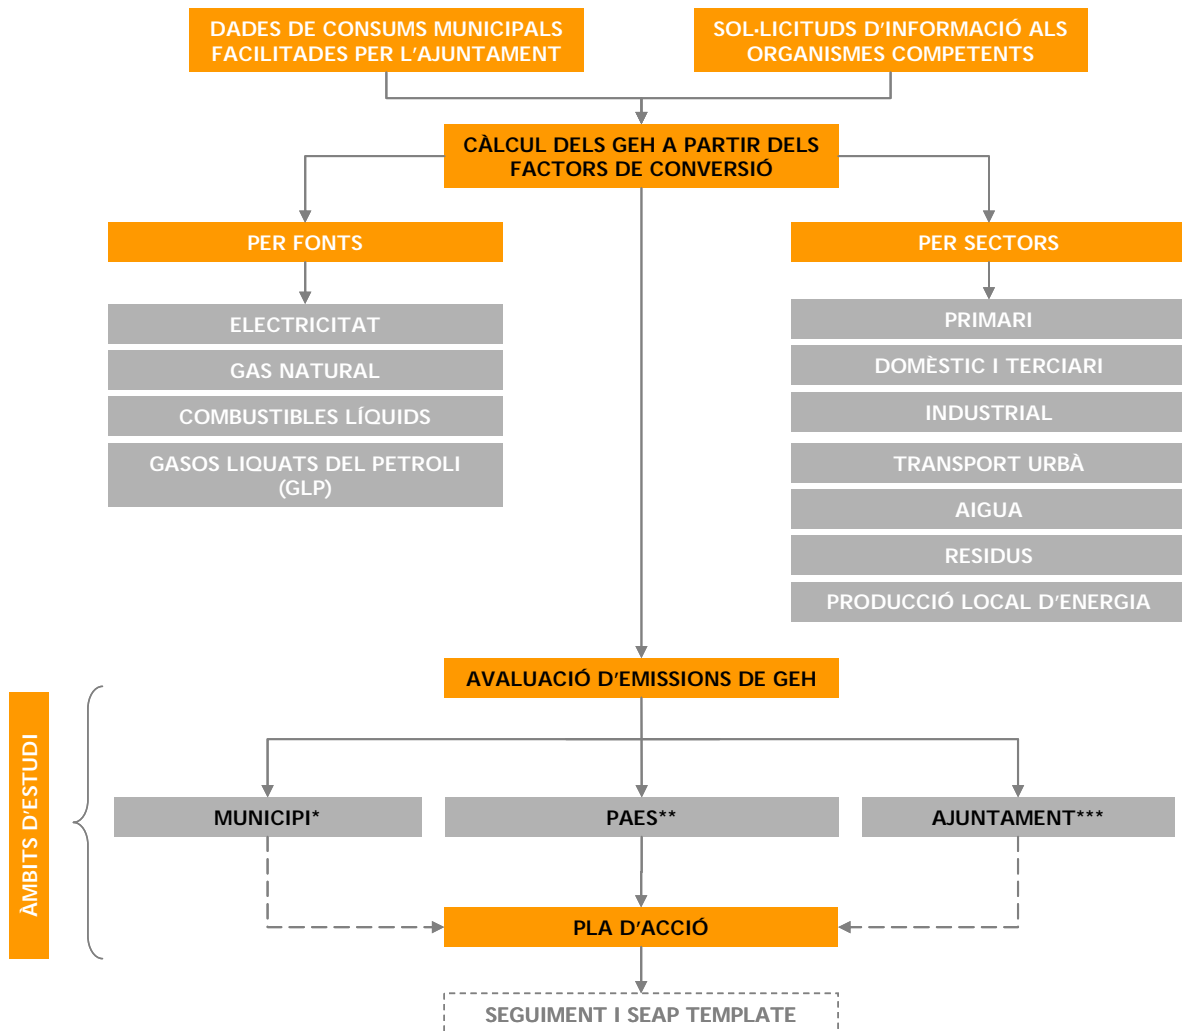 DADES DE CONSUMS MUNICIPALS
FACILITADES PER L'AJUNTAMENT
SOL·LICITUDS D'INFORMACIÓ ALS
ORGANISMES COMPETENTS
CÀLCUL DELS GEH A PARTIR DELS
FACTORS DE CONVERSIÓ
PER FONTS
ELECTRICITAT
GAS NATURAL
COMBUSTIBLES LÍQUIDS
GASOS LIQUATS DEL PETROLI
(GLP)
PER SECTORS
PRIMARI
DOMÈSTIC I TERCIARI
INDUSTRIAL
TRANSPORT URBÀ
AIGUA
RESIDUS
PRODUCCIÓ LOCAL D'ENERGIA
AVALUACIÓ D'EMISSIONS DE GEH
ÀMBITS D'ESTUDI
MUNICIPI*
PAES**
AJUNTAMENT***
PLA D'ACCIÓ
SEGUIMENT I SEAP TEMPLATE